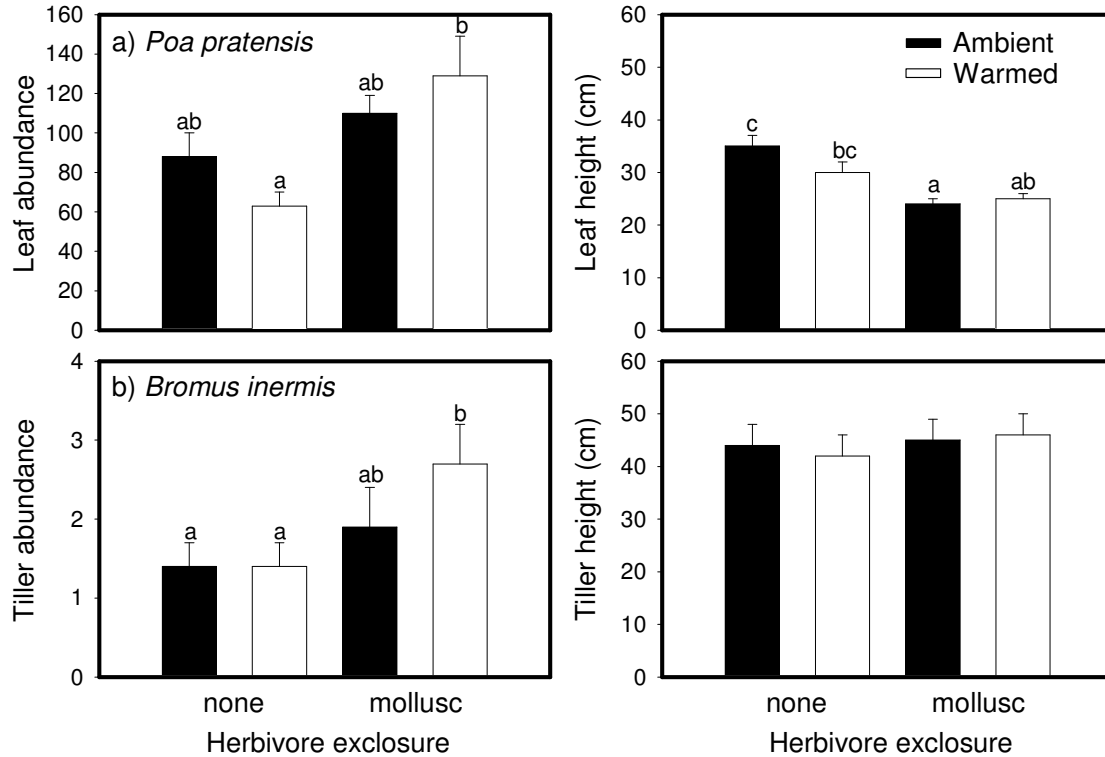 a) Poa pratensis
Leaf abundance
160
140
120
100
80
60
40
20
0
ab
a
ab
b
Leaf height (cm)
60
50
40
30
20
10
0
Ambient
Warmed
c
bc
a
ab
b) Bromus inermis
Tiller abundance
4
3
2
1
0
a
a
ab
b
none
mollusc
Herbivore exclosure
Tiller height (cm)
60
50
40
30
20
10
0
none
mollusc
Herbivore exclosure